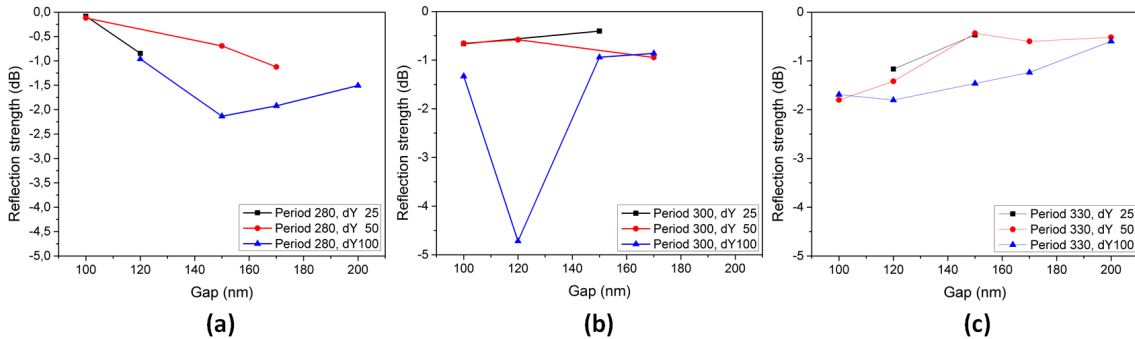 0,0
-0,5
-1,0
-1,5
-2,0
-2,5
-3,0
-3,5
-4,0
-4,5
-5,0
Reflection strength (dB)
Period 280, dY 25
Period 280, dY 50
Period 280, dY100
100 120 140 160 180 200
Gap (nm)
(a)
0
-1
-2
-3
-4
-5
Reflection strength (dB)
Period 300, dY 25
Period 300, dY 50
Period 300, dY100
100 120 140 160 180 200
Gap (nm)
(b)
0
-1
-2
-3
-4
-5
Reflection strength (dB)
Period 330, dY 25
Period 330, dY 50
Period 330, dY100
100 120 140 160 180 200
Gap (nm)
(c)